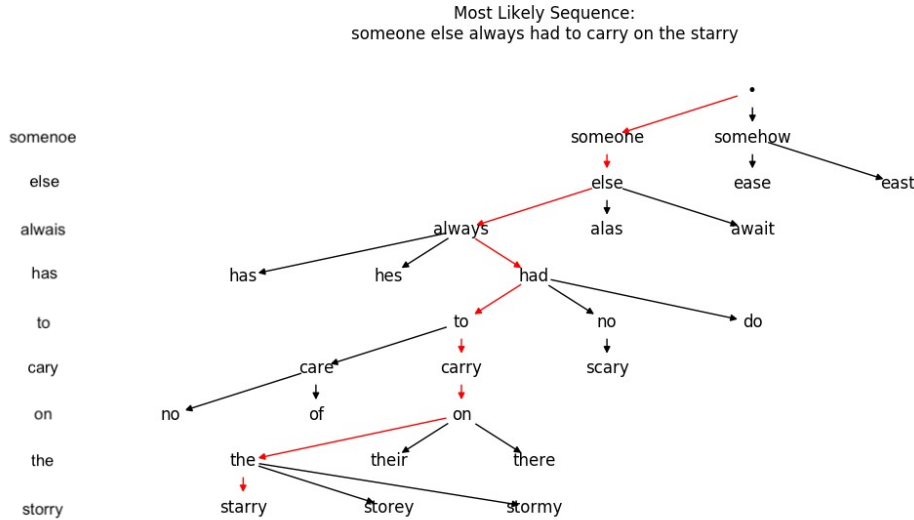 Most Likely Sequence:
someone else always had to carry on the starry
•
somenoe someone somehow
else else ease east
alwais always alas await
has has hes had
to to no do
cary care carry scary
on no of on
the the their there
storry starry storey stormy